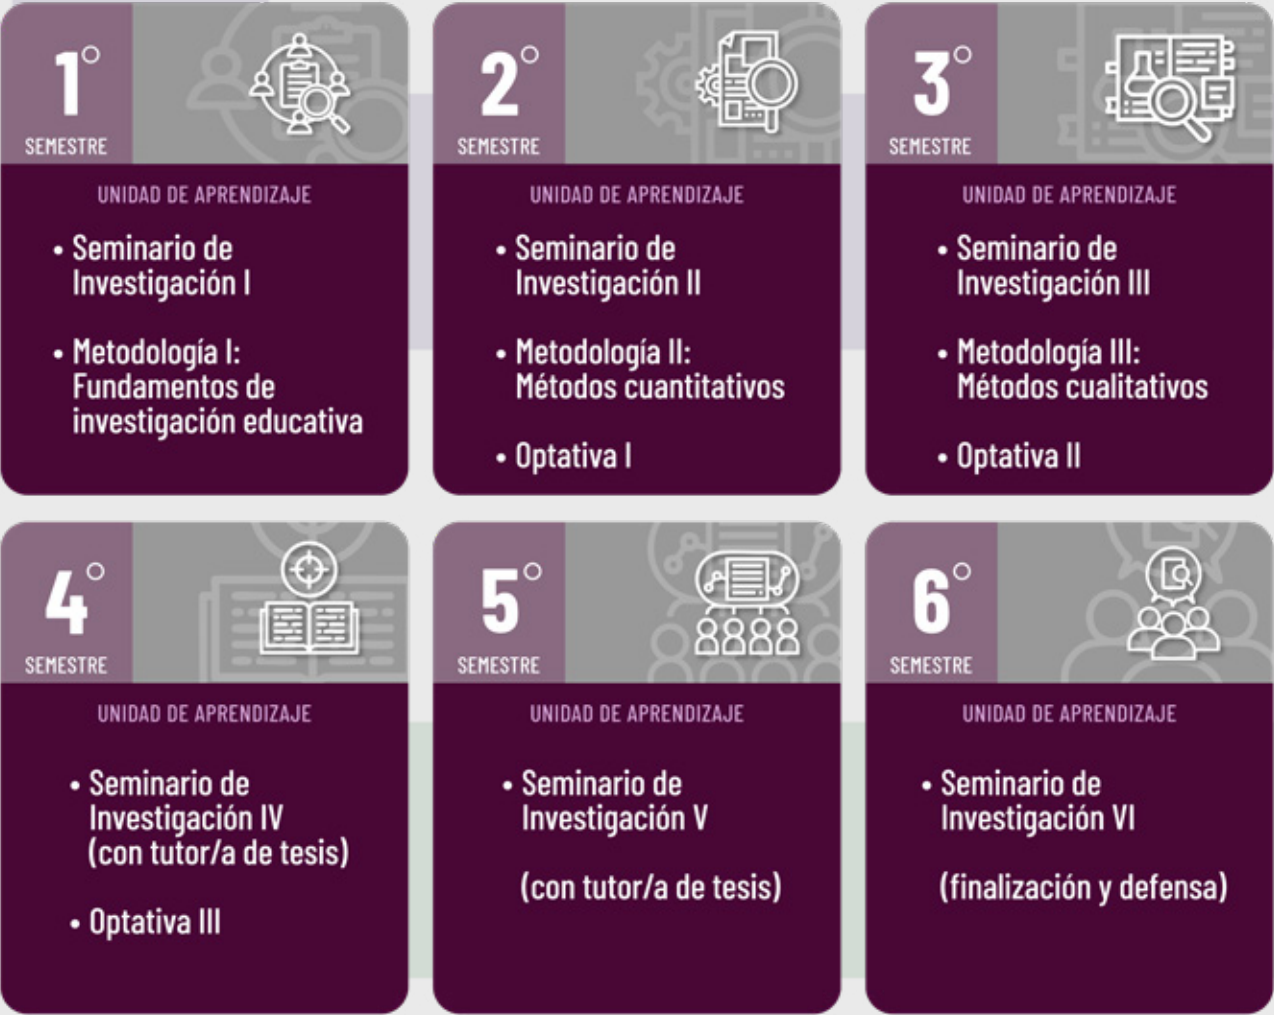 1°
SEMESTRE
UNIDAD DE APRENDIZAJE
• Seminario de
Investigación I
• Metodología I:
Fundamentos de
investigación educativa
2°
SEMESTRE
UNIDAD DE APRENDIZAJE
• Seminario de
Investigación II
• Metodología II:
Métodos cuantitativos
• Optativa I
3°
SEMESTRE
UNIDAD DE APRENDIZAJE
• Seminario de
Investigación III
• Metodología III:
Métodos cualitativos
• Optativa II
4°
SEMESTRE
UNIDAD DE APRENDIZAJE
• Seminario de
Investigación IV
(con tutor/a de tesis)
• Optativa III
5°
SEMESTRE
UNIDAD DE APRENDIZAJE
• Seminario de
Investigación V
(con tutor/a de tesis)
6°
SEMESTRE
UNIDAD DE APRENDIZAJE
• Seminario de
Investigación VI
(finalización y defensa)